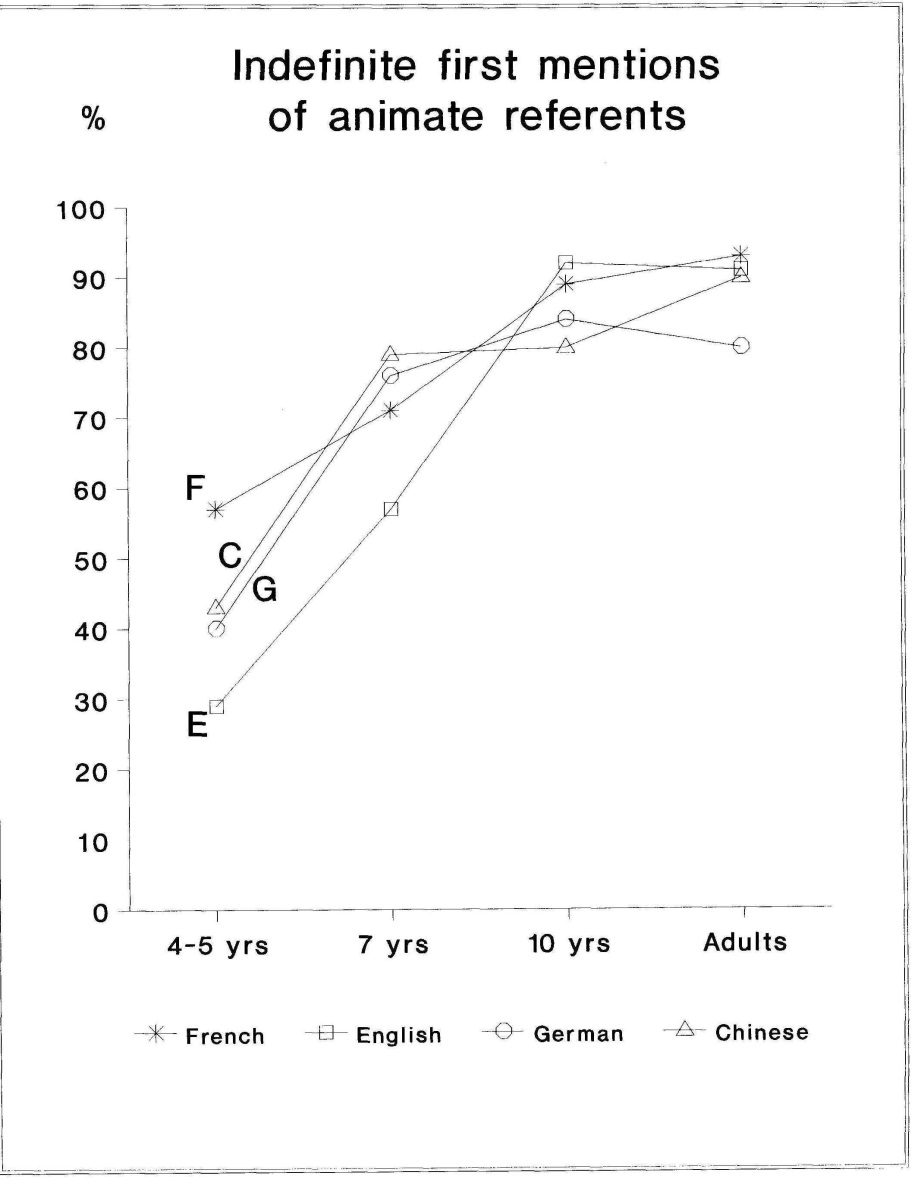 Indefinite first mentions
of animate referents
%
100
90
80
70
60
50
40
30
20
10
0
F
C
G
E
4-5 yrs 7 yrs 10 yrs Adults
French English German Chinese